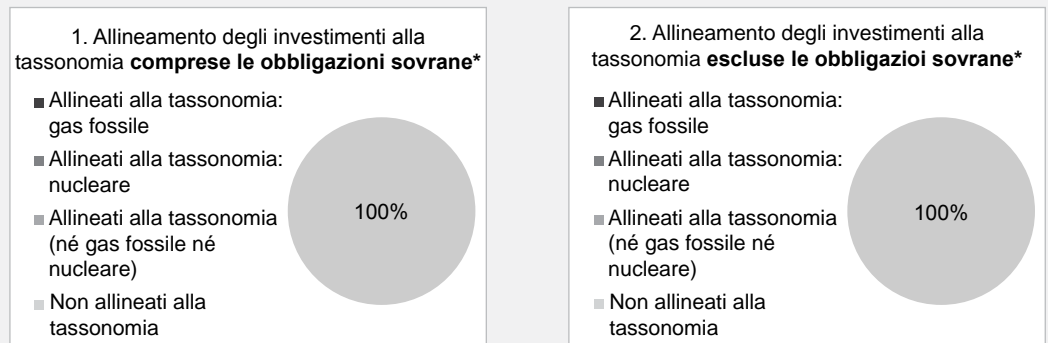 1. Allineamento degli investimenti alla
tassonomia comprese le obbligazioni sovrane*
Allineati alla tassonomia:
gas fossile
Allineati alla tassonomia:
nucleare
Allineati alla tassonomia
(né gas fossile né
nucleare)
Non allineati alla
tassonomia
100%
2. Allineamento degli investimenti alla
tassonomia escluse le obbligazioi sovrane*
Allineati alla tassonomia:
gas fossile
Allineati alla tassonomia:
nucleare
Allineati alla tassonomia
(né gas fossile né
nucleare)
Non allineati alla
tassonomia
100%